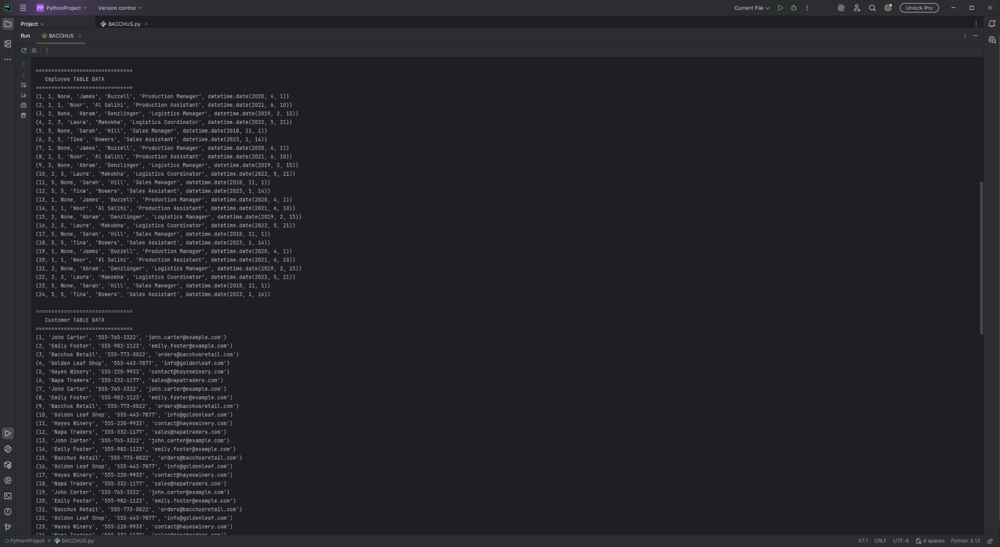 PC PP PythonProject Version control Current File Unlock Pro
Project BACCHUS.py
Run BACCHUS
===============================
Employee TABLE DATA
===============================
(1, 1, None, 'James', 'Buzzell', 'Production Manager', datetime.date(2020, 4, 1))
(2, 1, 1, 'Noor', 'Al Salihi', 'Production Assistant', datetime.date(2021, 6, 10))
(3, 2, None, 'Abram', 'Denzlinger', 'Logistics Manager', datetime.date(2019, 2, 15))
(4, 2, 3, 'Laura', 'Makokha', 'Logistics Coordinator', datetime.date(2022, 5, 21))
(5, 5, None, 'Sarah', 'Hill', 'Sales Manager', datetime.date(2018, 11, 1))
(6, 5, 5, 'Tina', 'Bowers', 'Sales Assistant', datetime.date(2023, 1, 14))
(7, 1, None, 'James', 'Buzzell', 'Production Manager', datetime.date(2020, 4, 1))
(8, 1, 1, 'Noor', 'Al Salihi', 'Production Assistant', datetime.date(2021, 6, 10))
(9, 2, None, 'Abram', 'Denzlinger', 'Logistics Manager', datetime.date(2019, 2, 15))
(10, 2, 3, 'Laura', 'Makokha', 'Logistics Coordinator', datetime.date(2022, 5, 21))
(11, 5, None, 'Sarah', 'Hill', 'Sales Manager', datetime.date(2018, 11, 1))
(12, 5, 5, 'Tina', 'Bowers', 'Sales Assistant', datetime.date(2023, 1, 14))
(13, 1, None, 'James', 'Buzzell', 'Production Manager', datetime.date(2020, 4, 1))
(14, 1, 1, 'Noor', 'Al Salihi', 'Production Assistant', datetime.date(2021, 6, 10))
(15, 2, None, 'Abram', 'Denzlinger', 'Logistics Manager', datetime.date(2019, 2, 15))
(16, 2, 3, 'Laura', 'Makokha', 'Logistics Coordinator', datetime.date(2022, 5, 21))
(17, 5, None, 'Sarah', 'Hill', 'Sales Manager', datetime.date(2018, 11, 1))
(18, 5, 5, 'Tina', 'Bowers', 'Sales Assistant', datetime.date(2023, 1, 14))
(19, 1, None, 'James', 'Buzzell', 'Production Manager', datetime.date(2020, 4, 1))
(20, 1, 1, 'Noor', 'Al Salihi', 'Production Assistant', datetime.date(2021, 6, 10))
(21, 2, None, 'Abram', 'Denzlinger', 'Logistics Manager', datetime.date(2019, 2, 15))
(22, 2, 3, 'Laura', 'Makokha', 'Logistics Coordinator', datetime.date(2022, 5, 21))
(23, 5, None, 'Sarah', 'Hill', 'Sales Manager', datetime.date(2018, 11, 1))
(24, 5, 5, 'Tina', 'Bowers', 'Sales Assistant', datetime.date(2023, 1, 14))
===============================
Customer TABLE DATA
===============================
(1, 'John Carter', '555-765-3322', 'john.carter@example.com')
(2, 'Emily Foster', '555-982-1123', 'emily.foster@example.com')
(3, 'Bacchus Retail', '555-773-0022', 'orders@bacchusretail.com')
(4, 'Golden Leaf Shop', '555-443-7877', 'info@goldenleaf.com')
(5, 'Hayes Winery', '555-220-9933', 'contact@hayeswinery.com')
(6, 'Napa Traders', '555-332-1177', 'sales@napatraders.com')
(7, 'John Carter', '555-765-3322', 'john.carter@example.com')
(8, 'Emily Foster', '555-982-1123', 'emily.foster@example.com')
(9, 'Bacchus Retail', '555-773-0022', 'orders@bacchusretail.com')
(10, 'Golden Leaf Shop', '555-443-7877', 'info@goldenleaf.com')
(11, 'Hayes Winery', '555-220-9933', 'contact@hayeswinery.com')
(12, 'Napa Traders', '555-332-1177', 'sales@napatraders.com')
(13, 'John Carter', '555-765-3322', 'john.carter@example.com')
(14, 'Emily Foster', '555-982-1123', 'emily.foster@example.com')
(15, 'Bacchus Retail', '555-773-0022', 'orders@bacchusretail.com')
(16, 'Golden Leaf Shop', '555-443-7877', 'info@goldenleaf.com')
(17, 'Hayes Winery', '555-220-9933', 'contact@hayeswinery.com')
(18, 'Napa Traders', '555-332-1177', 'sales@napatraders.com')
(19, 'John Carter', '555-765-3322', 'john.carter@example.com')
(20, 'Emily Foster', '555-982-1123', 'emily.foster@example.com')
(21, 'Bacchus Retail', '555-773-0022', 'orders@bacchusretail.com')
(22, 'Golden Leaf Shop', '555-443-7877', 'info@goldenleaf.com')
(23, 'Hayes Winery', '555-220-9933', 'contact@hayeswinery.com')
(24, 'Napa Traders', '555-332-1177', 'sales@napatraders.com')
PythonProject BACCHUS.py 57:1 CRLF UTF-8 4 spaces Python 3.13